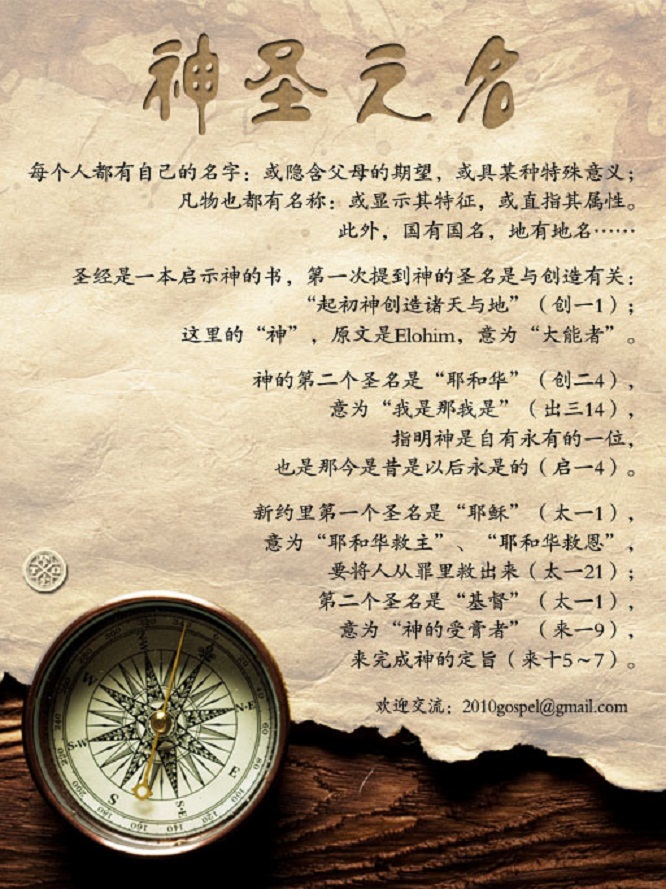 神圣之名
每个人都有自己的名字：或隐含父母的期望，或具某种特殊意义；
凡物也都有名称：或显示其特征，或直指其属性。
此外，国有国名，地有地名……
圣经是一本启示神的书，第一次提到神的圣名是与创造有关：
“起初神创造诸天与地”（创一1）；
这里的“神”，原文是Elohim，意为“大能者”。
神的第二个圣名是“耶和华”（创二4），
意为“我是那我是”（出三14），
指明神是自有永有的一位，
也是那今是昔是以后永是的（启一4）。
新约里第一个圣名是“耶稣”（太一1），
意为“耶和华救主”、“耶和华救恩”，
要将人从罪里救出来（太一21）；
第二个圣名是“基督”（太一1），
意为“神的受膏者”（来一9），
来完成神的定旨（来十5~7）。
欢迎交流：2010gospel@gmail.com
N
N-E
E
S-E
S
S-W
W
60
120
140
160
180
200
240